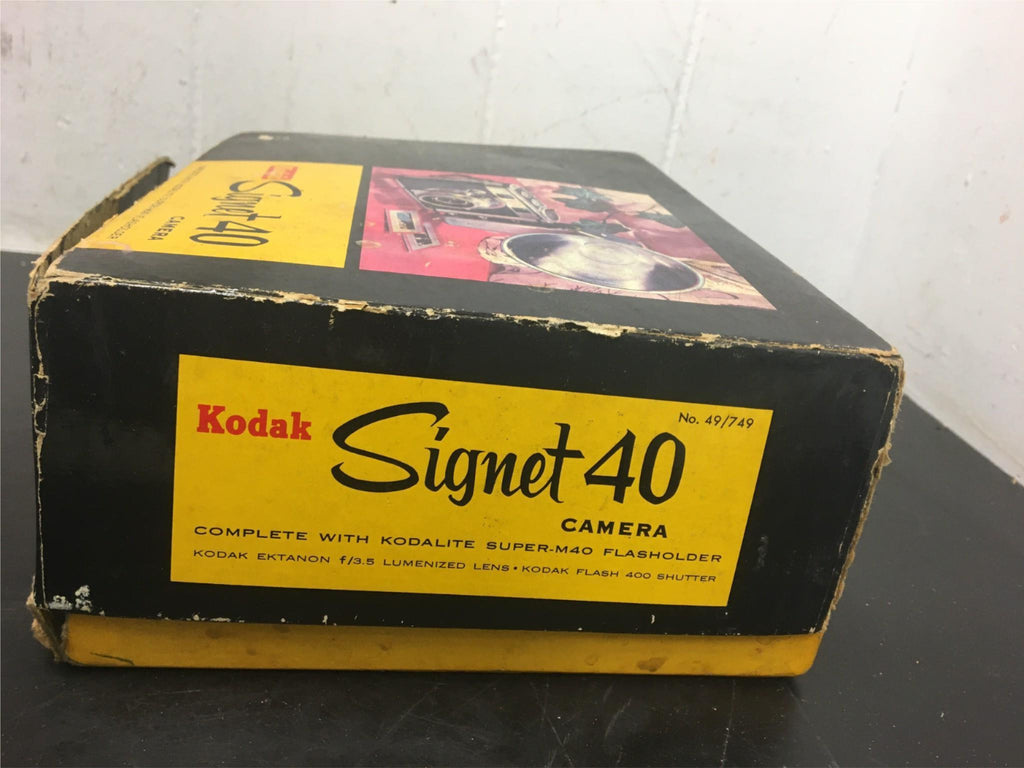 Kodak
Signet 40
CAMERA
Kodak
Signet 40
No. 49/749
CAMERA
COMPLETE WITH KODALITE SUPER-M40 FLASHOLDER
KODAK EKTANON f/3.5 LUMENIZED LENS • KODAK FLASH 400 SHUTTER